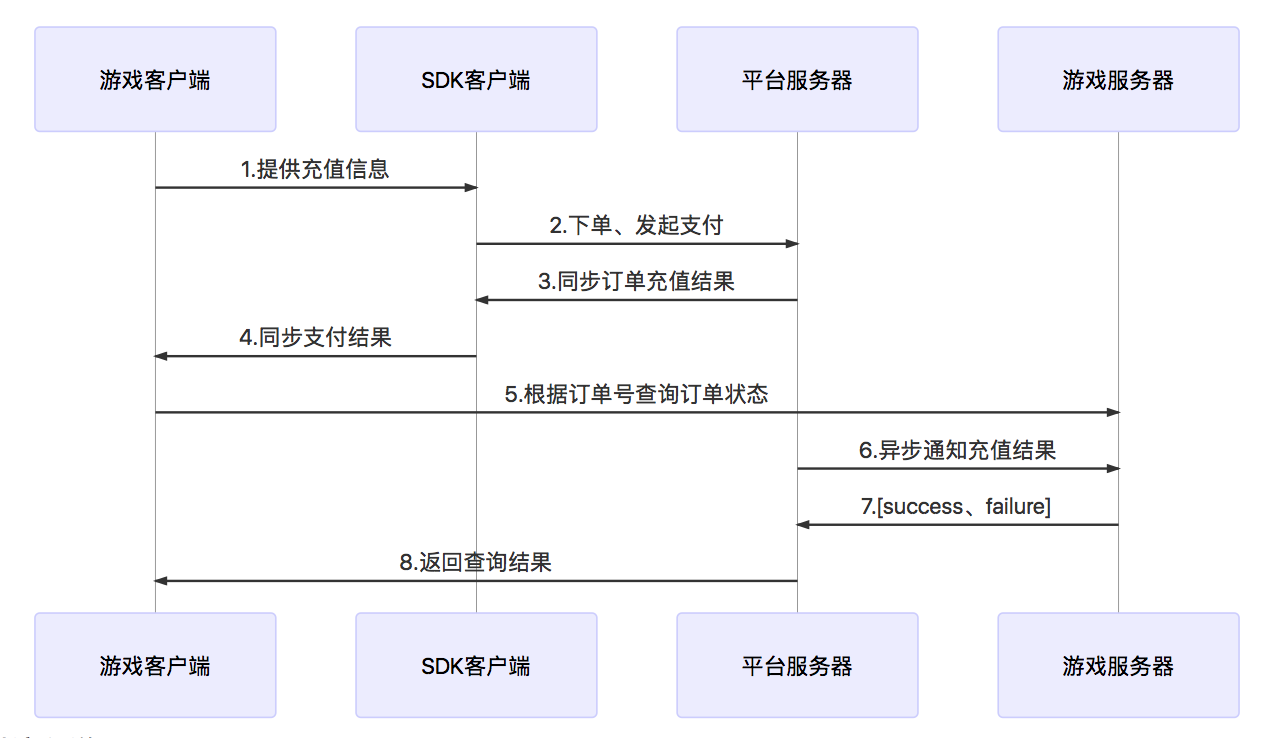 游戏客户端
SDK客户端
平台服务器
游戏服务器
1.提供充值信息
2.下单、发起支付
3.同步订单充值结果
4.同步支付结果
5.根据订单号查询订单状态
6.异步通知充值结果
7.[success、failure]
8.返回查询结果
游戏客户端
SDK客户端
平台服务器
游戏服务器